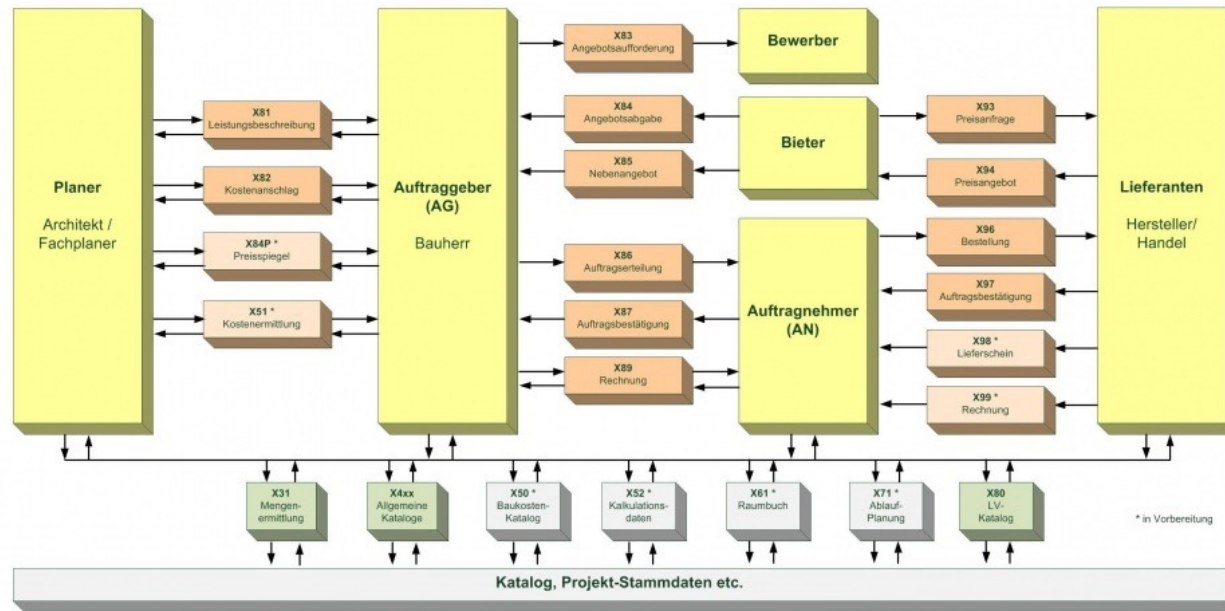 X83
Angebotsaufforderung
Bewerber
X81
Leistungsbeschreibung
X84
Angebotsabgabe
Bieter
X93
Preisanfrage
X82
Kostenanschlag
X85
Nebenangebot
X94
Preisangebot
Planer
Architekt /
Fachplaner
Auftraggeber
(AG)
Bauherr
Lieferanten
Hersteller/
Handel
X84P *
Preisspiegel
X86
Auftragserteilung
X96
Bestellung
X51 *
Kostenermittlung
X87
Auftragsbestätigung
Auftragnehmer
(AN)
X97
Auftragsbestätigung
X89
Rechnung
X98 *
Lieferschein
X99 *
Rechnung
X31
Mengen-
ermittlung
X4xx
Allgemeine
Kataloge
X50 *
Baukosten-
Katalog
X52 *
Kalkulations-
daten
X61 *
Raumbuch
X71 *
Ablauf-
Planung
X80
LV-
Katalog
* in Vorbereitung
Katalog, Projekt-Stammdaten etc.